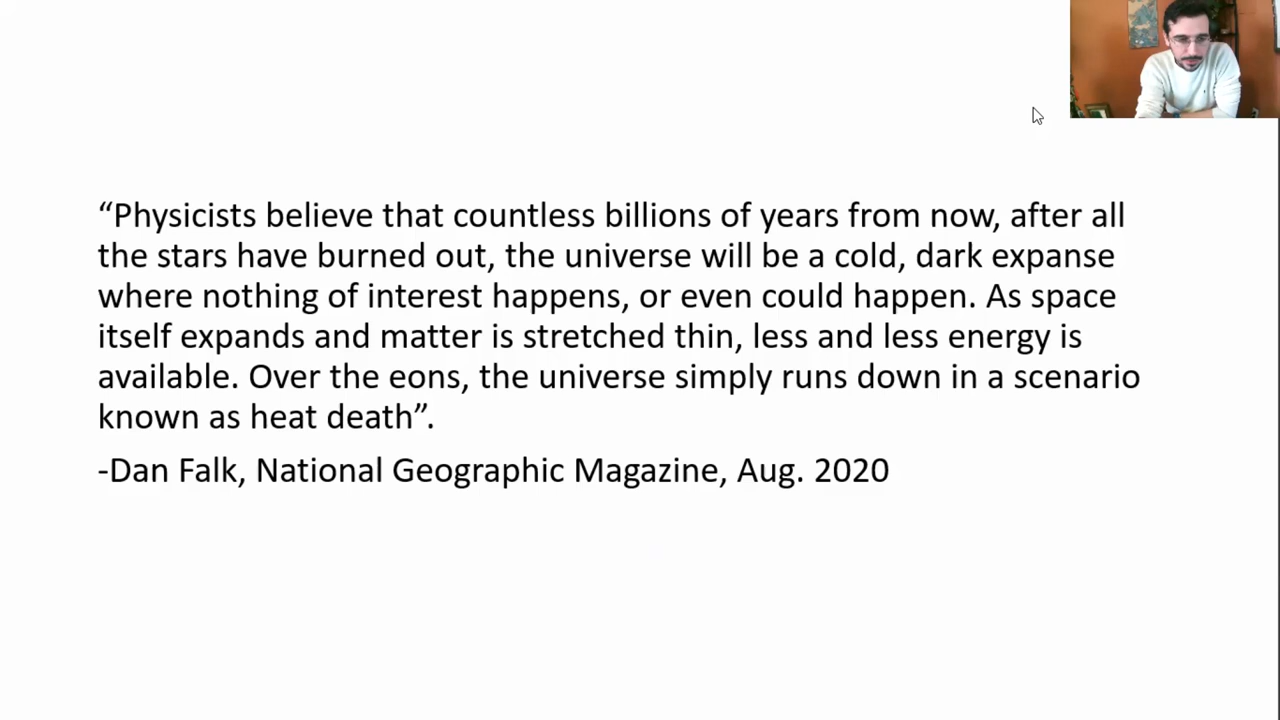 “Physicists believe that countless billions of years from now, after all
the stars have burned out, the universe will be a cold, dark expanse
where nothing of interest happens, or even could happen. As space
itself expands and matter is stretched thin, less and less energy is
available. Over the eons, the universe simply runs down in a scenario
known as heat death”.
-Dan Falk, National Geographic Magazine, Aug. 2020